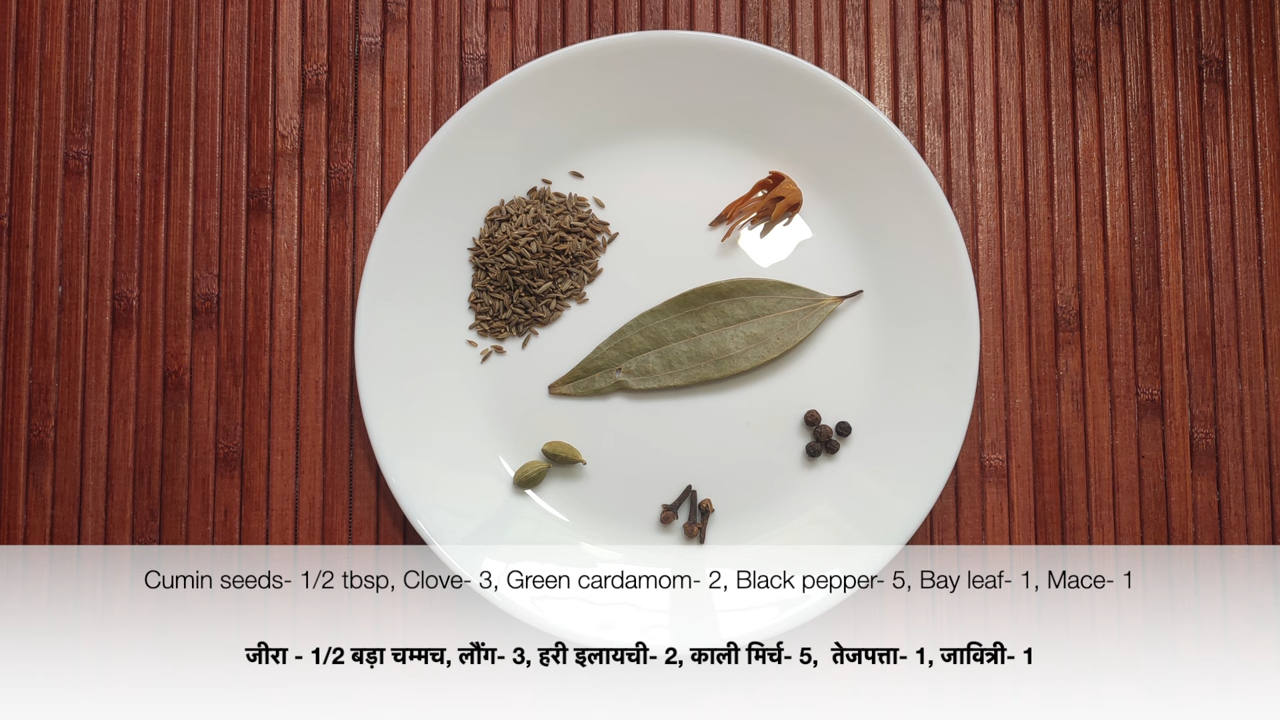 Cumin seeds- 1/2 tbsp, Clove- 3, Green cardamom- 2, Black pepper- 5, Bay leaf- 1, Mace- 1
जीरा - 1/2 बड़ा चम्मच, लौंग- 3, हरी इलायची- 2, काली मिर्च- 5, तेजपत्ता- 1, जावित्री- 1